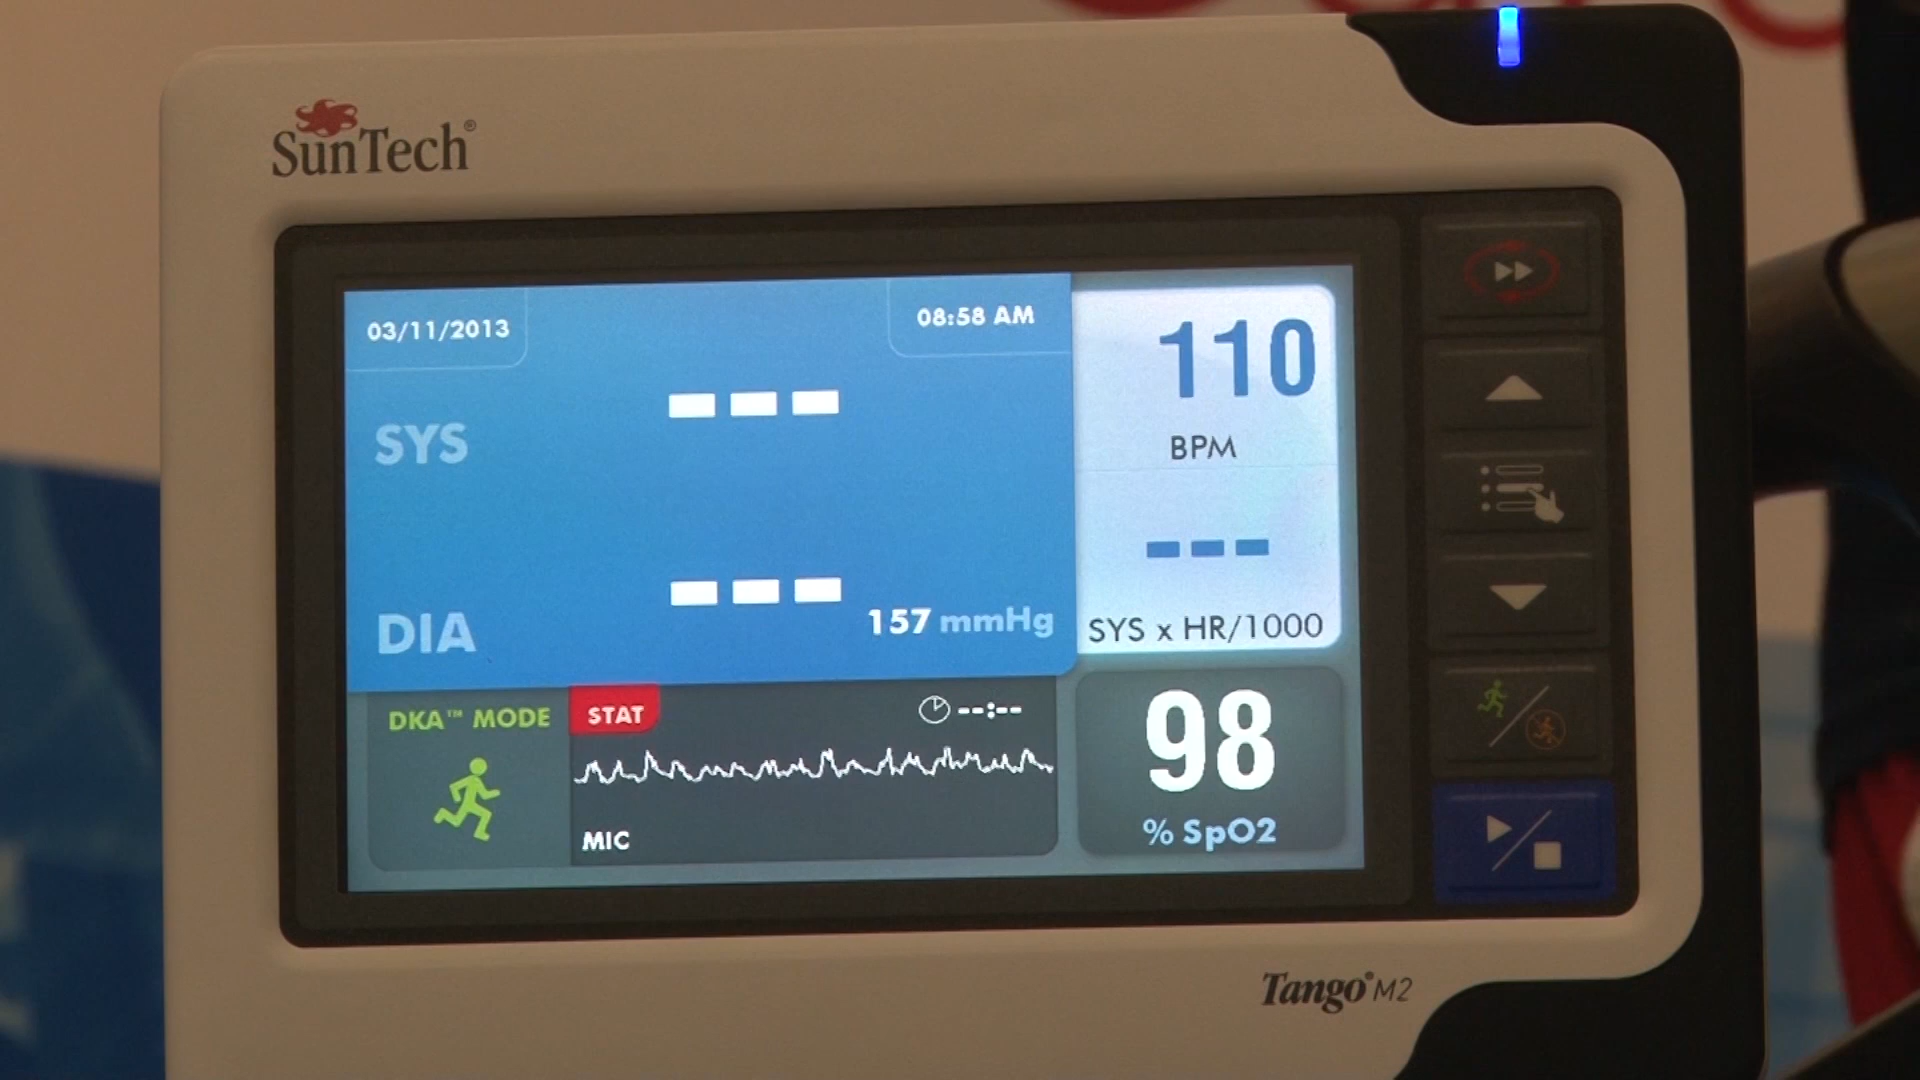 SunTech®
03/11/2013
08:58 AM
SYS
---
DIA
---
157 mmHg
110
BPM
---
SYS x HR/1000
DKA™ MODE
STAT
--:--
MIC
98
% SpO2
Tango® M2